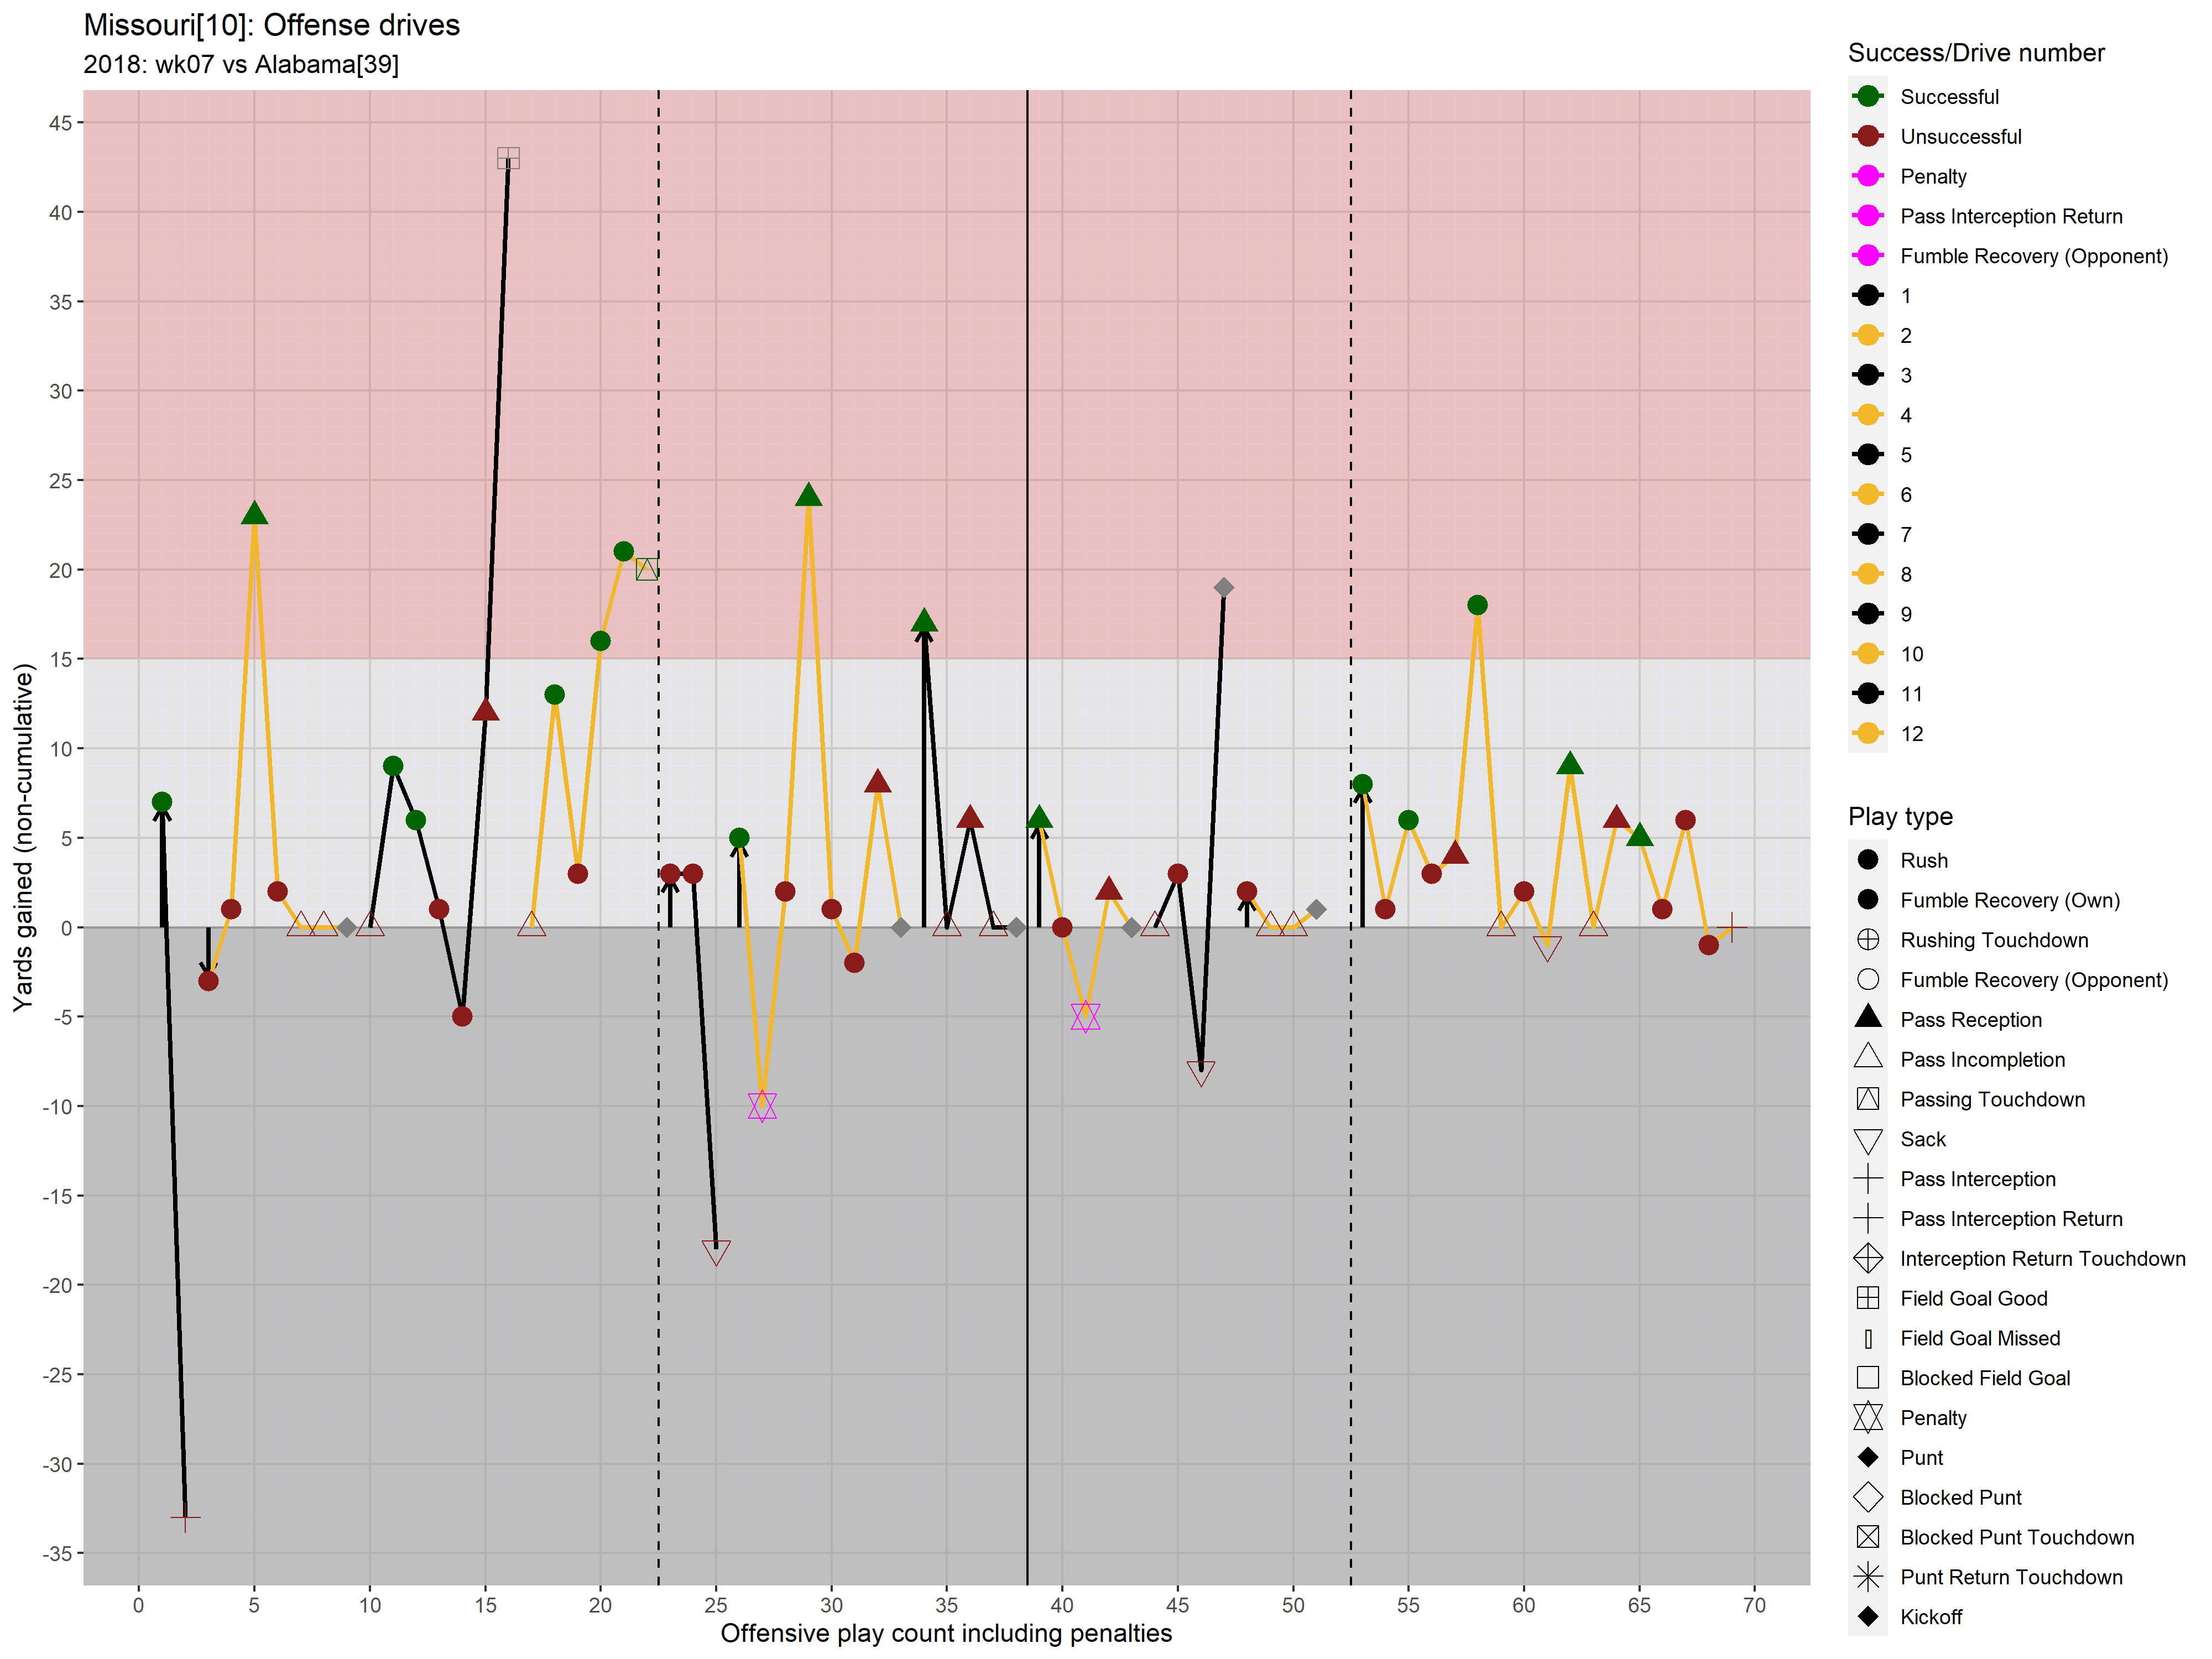 Missouri[10]: Offense drives
2018: wk07 vs Alabama[39]
Yards gained (non-cumulative)
45
40
35
30
25
20
15
10
5
0
-5
-10
-15
-20
-25
-30
-35
0 5 10 15 20 25 30 35 40 45 50 55 60 65 70
Offensive play count including penalties
Success/Drive number
Successful
Unsuccessful
Penalty
Pass Interception Return
Fumble Recovery (Opponent)
1
2
3
4
5
6
7
8
9
10
11
12
Play type
Rush
Fumble Recovery (Own)
Rushing Touchdown
Fumble Recovery (Opponent)
Pass Reception
Pass Incompletion
Passing Touchdown
Sack
Pass Interception
Pass Interception Return
Interception Return Touchdown
Field Goal Good
Field Goal Missed
Blocked Field Goal
Penalty
Punt
Blocked Punt
Blocked Punt Touchdown
Punt Return Touchdown
Kickoff